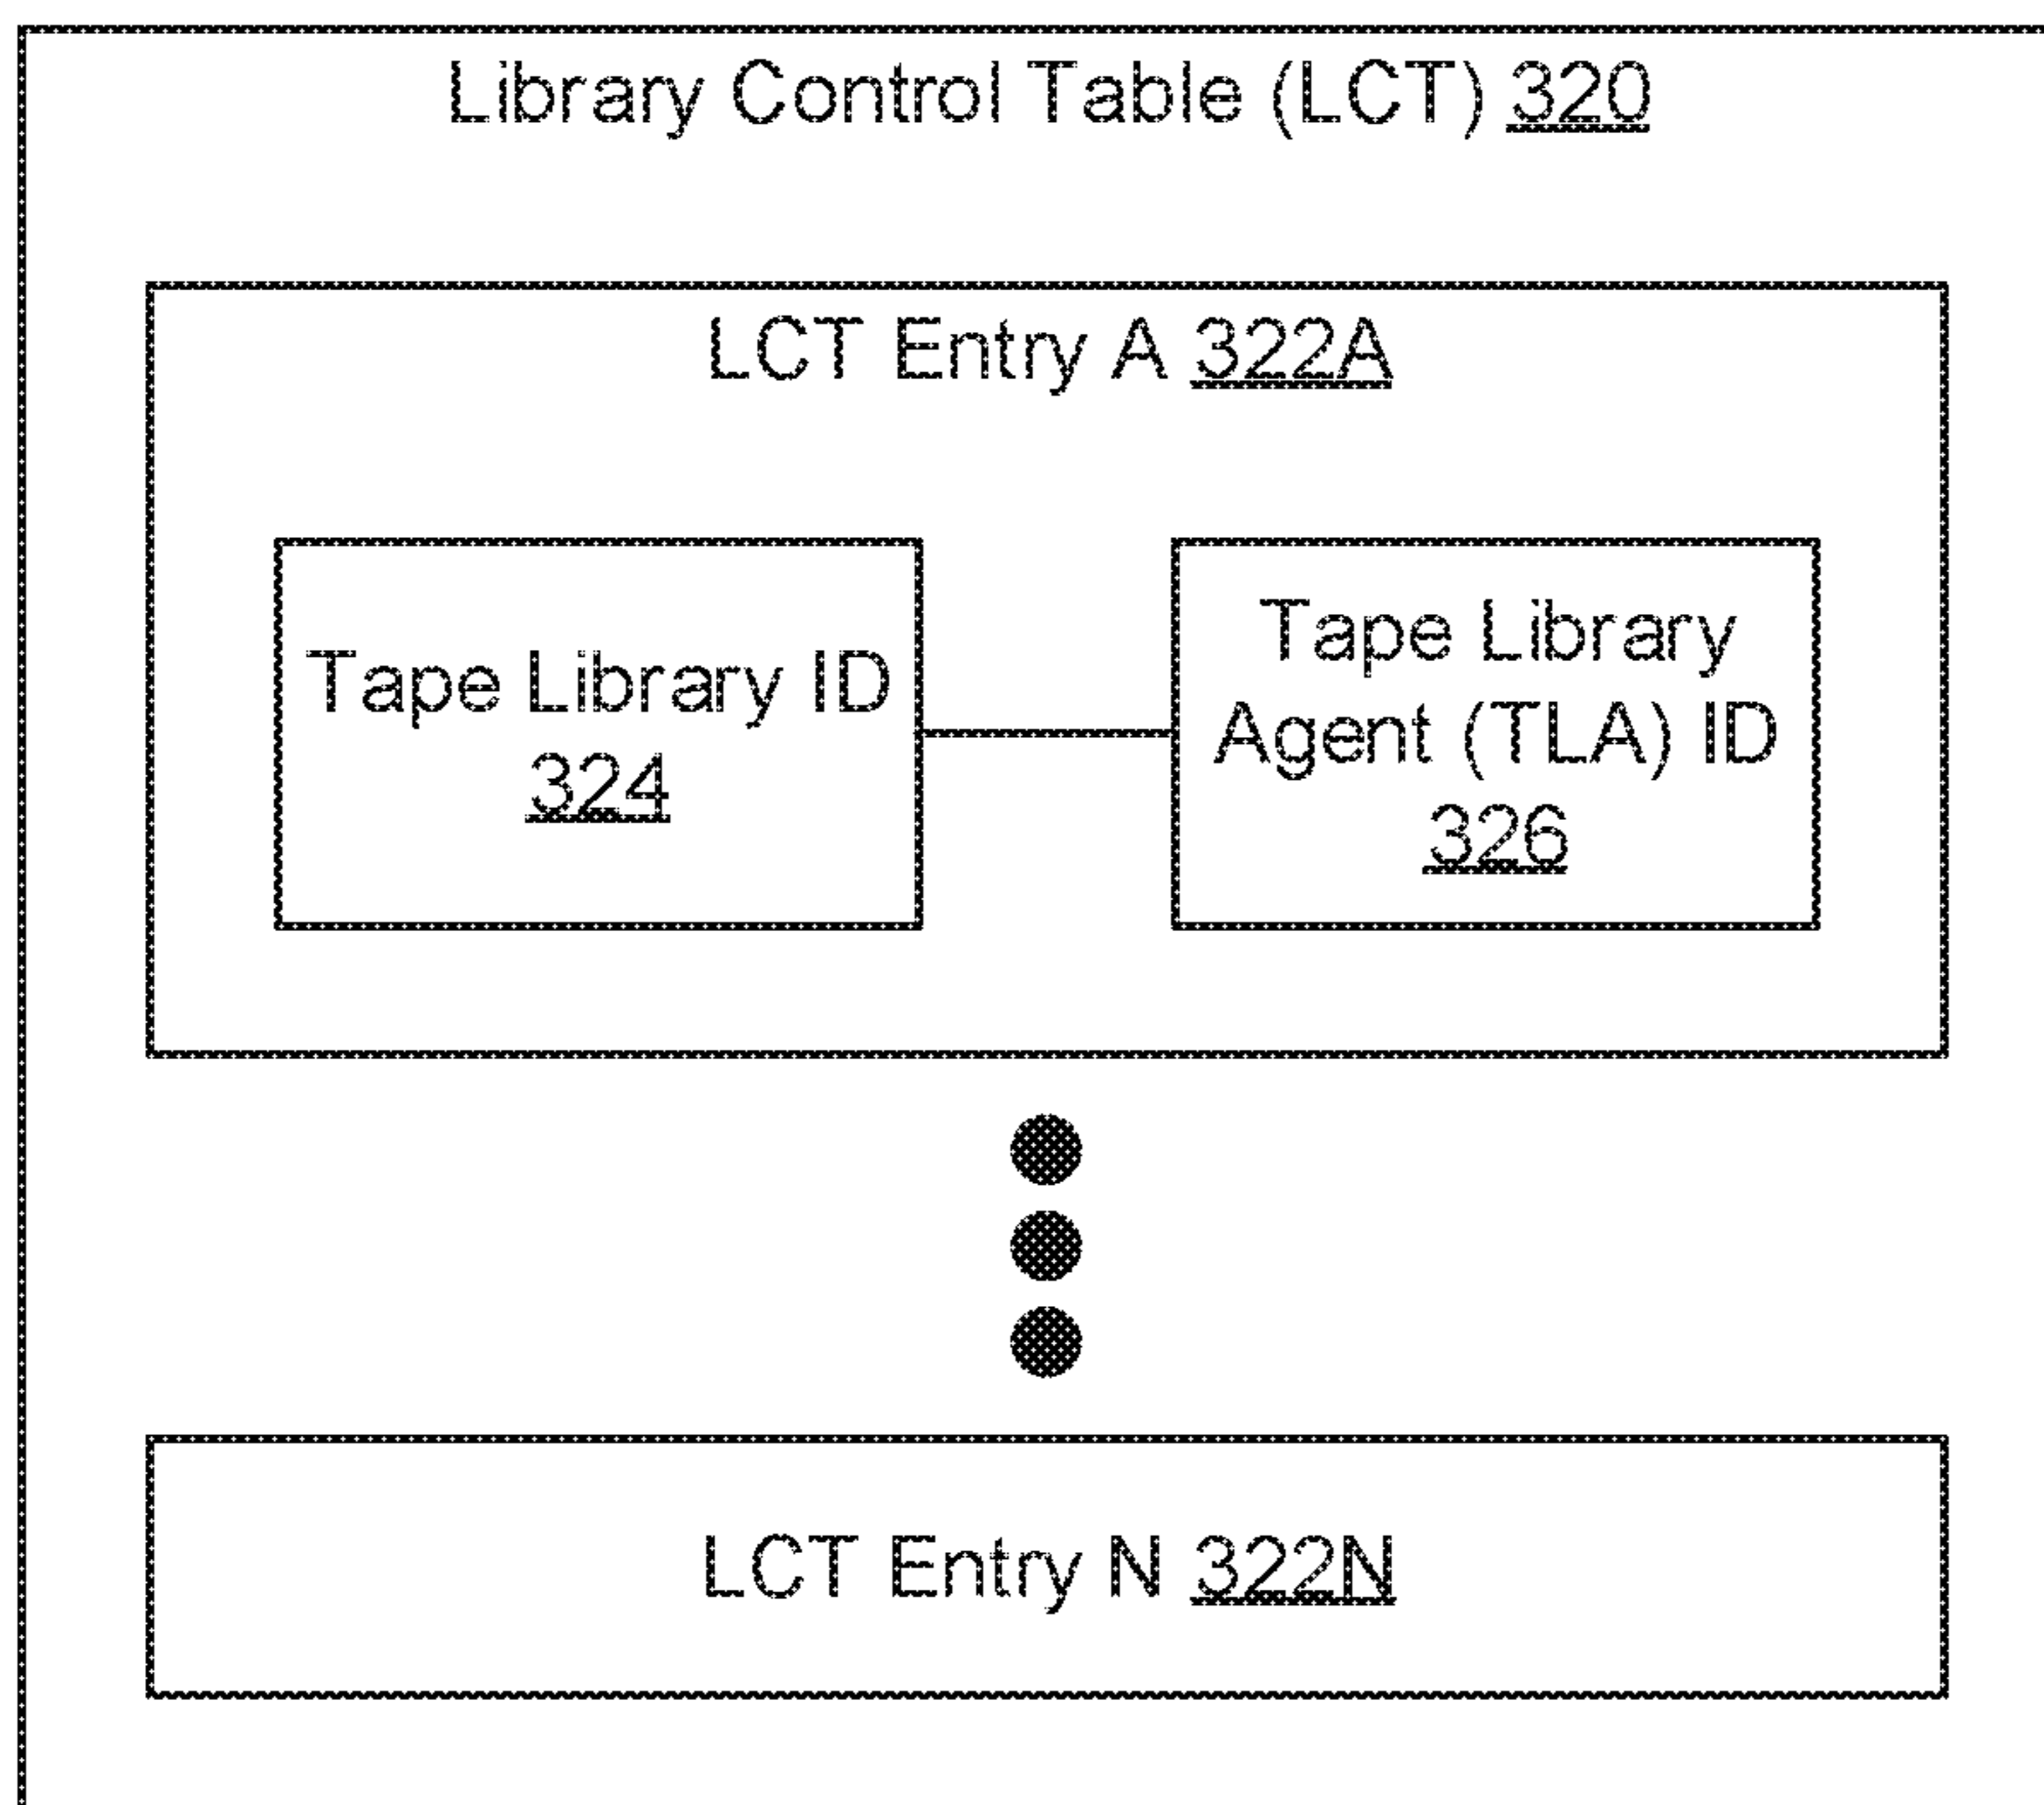 Library Control Table (LCT) 320
LCT Entry A 322A
Tape Library ID
324
Tape Library
Agent (TLA) ID
326
LCT Entry N 322N